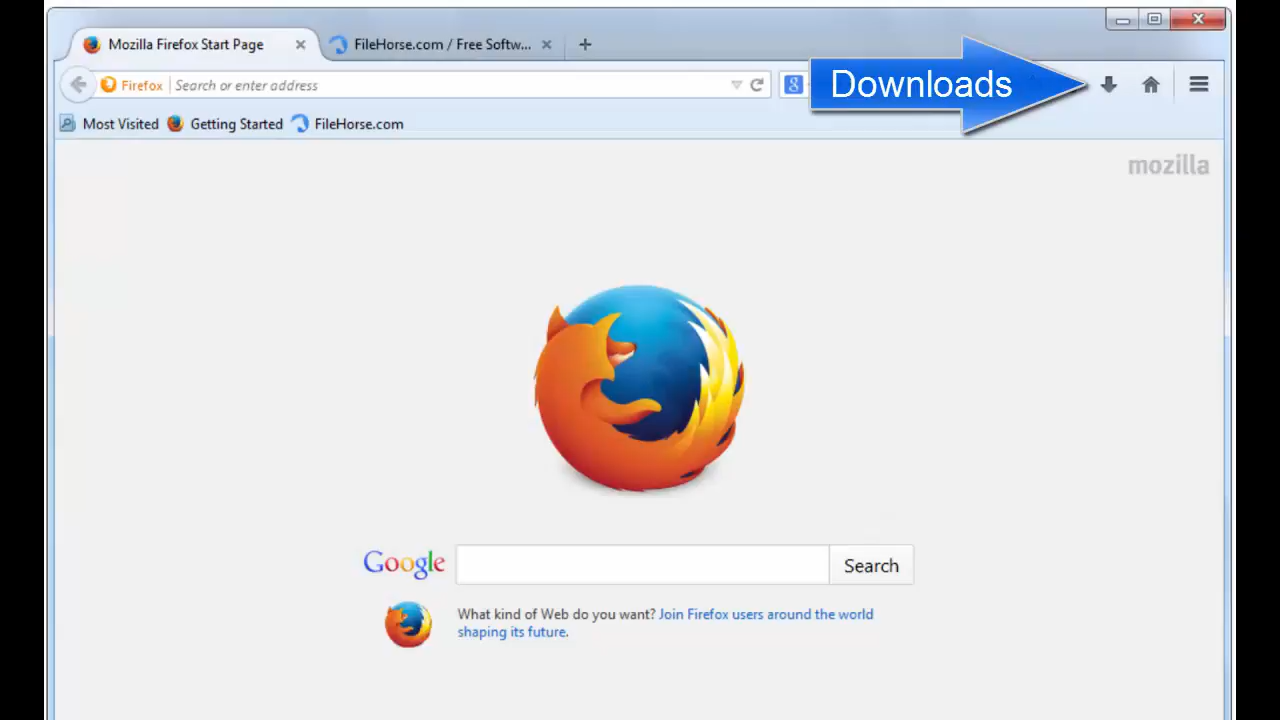 Mozilla Firefox Start Page
FileHorse.com / Free Softw...
Firefox
Search or enter address
8
Downloads
Most Visited
Getting Started
FileHorse.com
mozilla
Google
Search
What kind of Web do you want? Join Firefox users around the world
shaping its future.